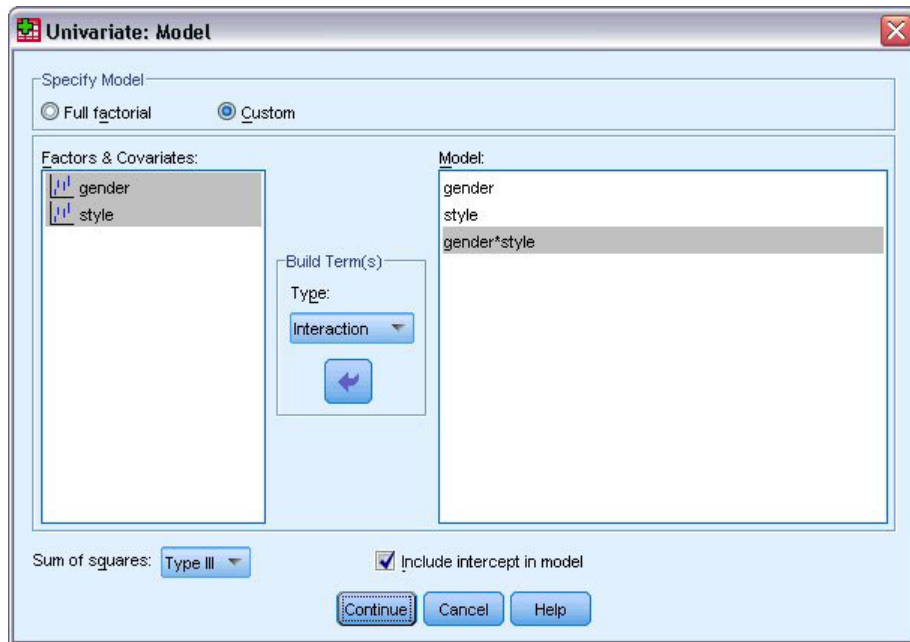 Univariate: Model
Specify Model
Full factorial
Custom
Factors & Covariates:
gender
style
Build Term(s)
Type:
Interaction
Model:
gender
style
gender*style
Sum of squares:
Type III
Include intercept in model
Continue
Cancel
Help